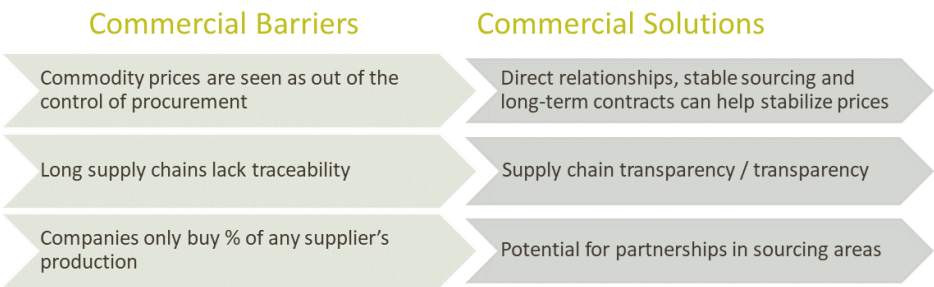 Commercial Barriers
Commercial Solutions
Commodity prices are seen as out of the
control of procurement
Direct relationships, stable sourcing and
long-term contracts can help stabilize prices
Long supply chains lack traceability
Supply chain transparency / transparency
Companies only buy % of any supplier's
production
Potential for partnerships in sourcing areas